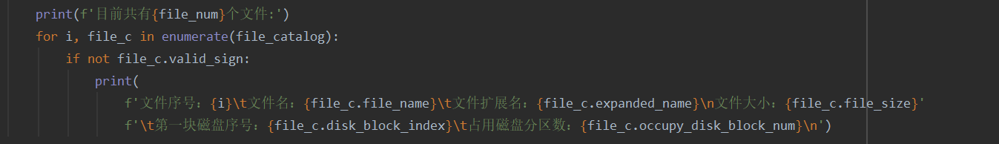 print(f'目前共有{file_num}个文件:')
for i, file_c in enumerate(file_catalog):
if not file_c.valid_sign:
print(
f'文件序号：{i}\t文件名：{file_c.file_name}\t文件扩展名：{file_c.expanded_name}\n文件大小：{file_c.file_size}'
f'\t第一块磁盘序号：{file_c.disk_block_index}\t占用磁盘分区数：{file_c.occupy_disk_block_num}\n')